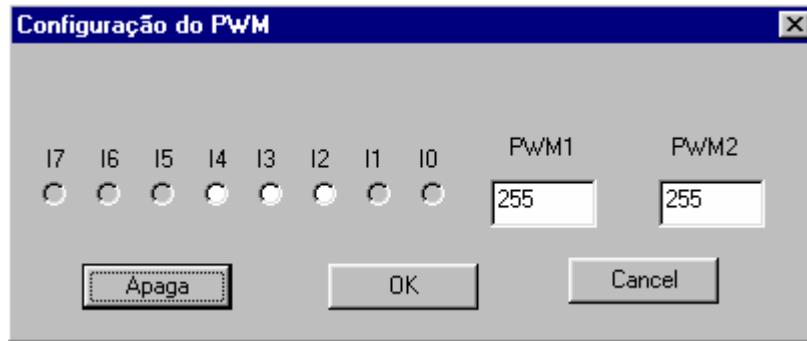 Configuração do PWM
I7 I6 I5 I4 I3 I2 I1 I0 PWM1 PWM2
255 255
Apaga OK Cancel